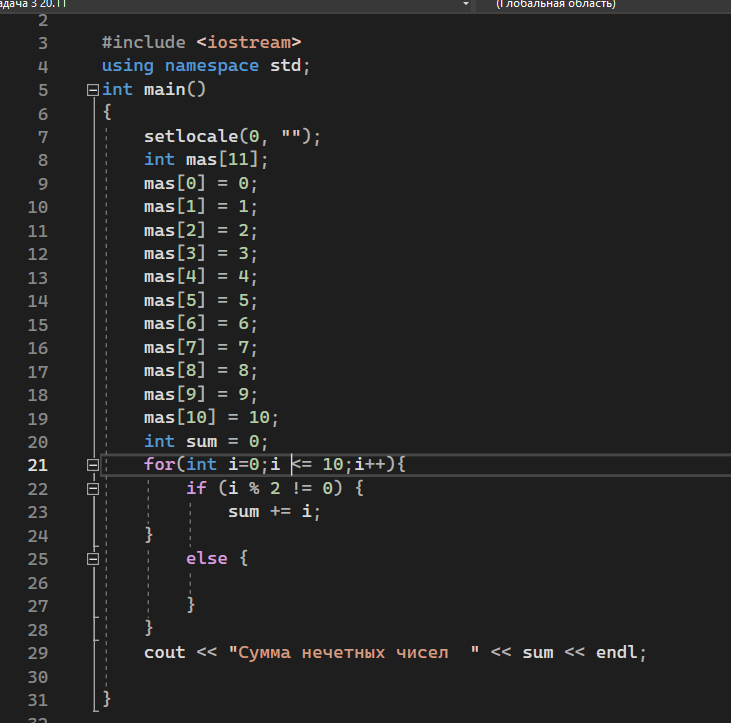 адача 3 20.11 (Глобальная область)
2
3 #include <iostream>
4 using namespace std;
5 int main()
6 {
7 setlocale(0, "");
8 int mas[11];
9 mas[0] = 0;
10 mas[1] = 1;
11 mas[2] = 2;
12 mas[3] = 3;
13 mas[4] = 4;
14 mas[5] = 5;
15 mas[6] = 6;
16 mas[7] = 7;
17 mas[8] = 8;
18 mas[9] = 9;
19 mas[10] = 10;
20 int sum = 0;
21 for(int i=0;i <= 10;i++){
22 if (i % 2 != 0) {
23 sum += i;
24 }
25 else {
26
27 }
28 }
29 cout << "Сумма нечетных чисел  " << sum << endl;
30
31 }
32